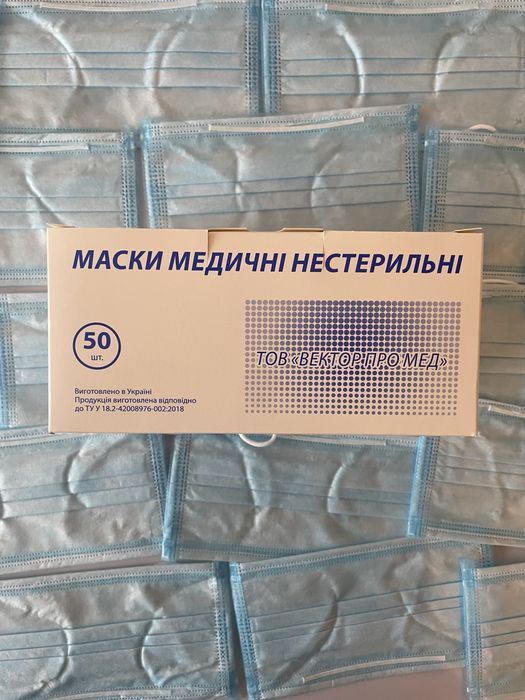 МАСКИ МЕДИЧНІ НЕСТЕРИЛЬНІ
50
шт.
ТОВ «ВЕКТОР ПРО МЕД»
Виготовлено в Україні
Продукція виготовлена відповідно
до ТУ У 18.2-42008976-002:2018